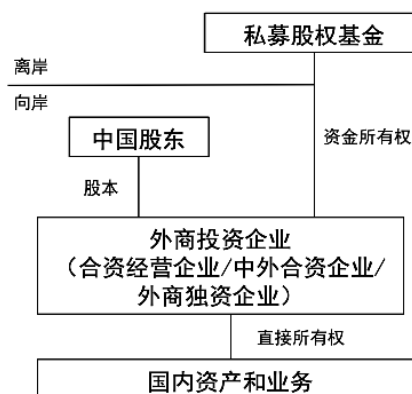 私募股权基金
离岸
向岸
中国股东
资金所有权
股本
外商投资企业
（合资经营企业/中外合资企业/
外商独资企业）
直接所有权
国内资产和业务